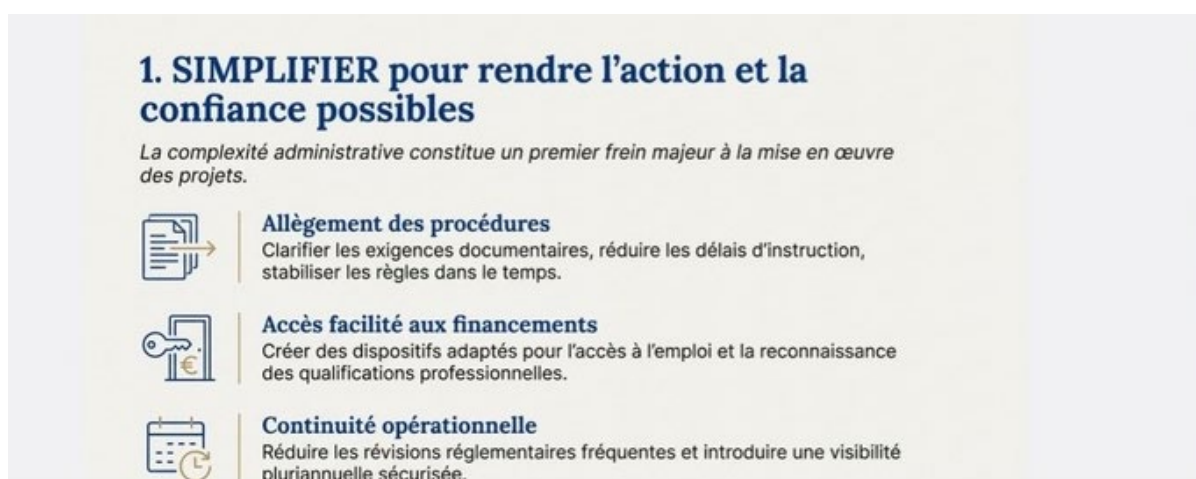 1. SIMPLIFIER pour rendre l’action et la
confiance possibles
La complexité administrative constitue un premier frein majeur à la mise en œuvre
des projets.
Allègement des procédures
Clarifier les exigences documentaires, réduire les délais d’instruction,
stabiliser les règles dans le temps.
Accès facilité aux financements
Créer des dispositifs adaptés pour l’accès à l’emploi et la reconnaissance
des qualifications professionnelles.
€
Continuité opérationnelle
Réduire les révisions réglementaires fréquentes et introduire une visibilité
pluriannuelle sécurisée.